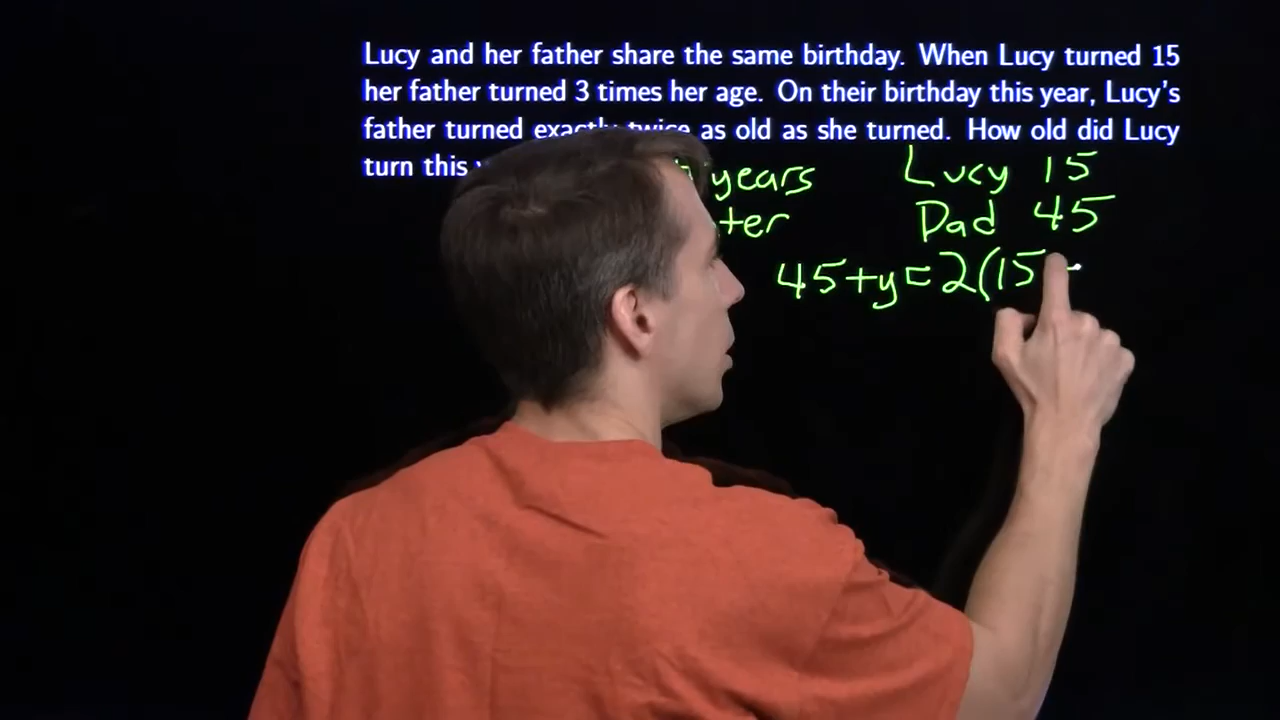 Lucy and her father share the same birthday. When Lucy turned 15
her father turned 3 times her age. On their birthday this year, Lucy's
father turned exactly twice as old as she turned. How old did Lucy
turn this
years
Lucy 15
Dad 45
45+y=2(15